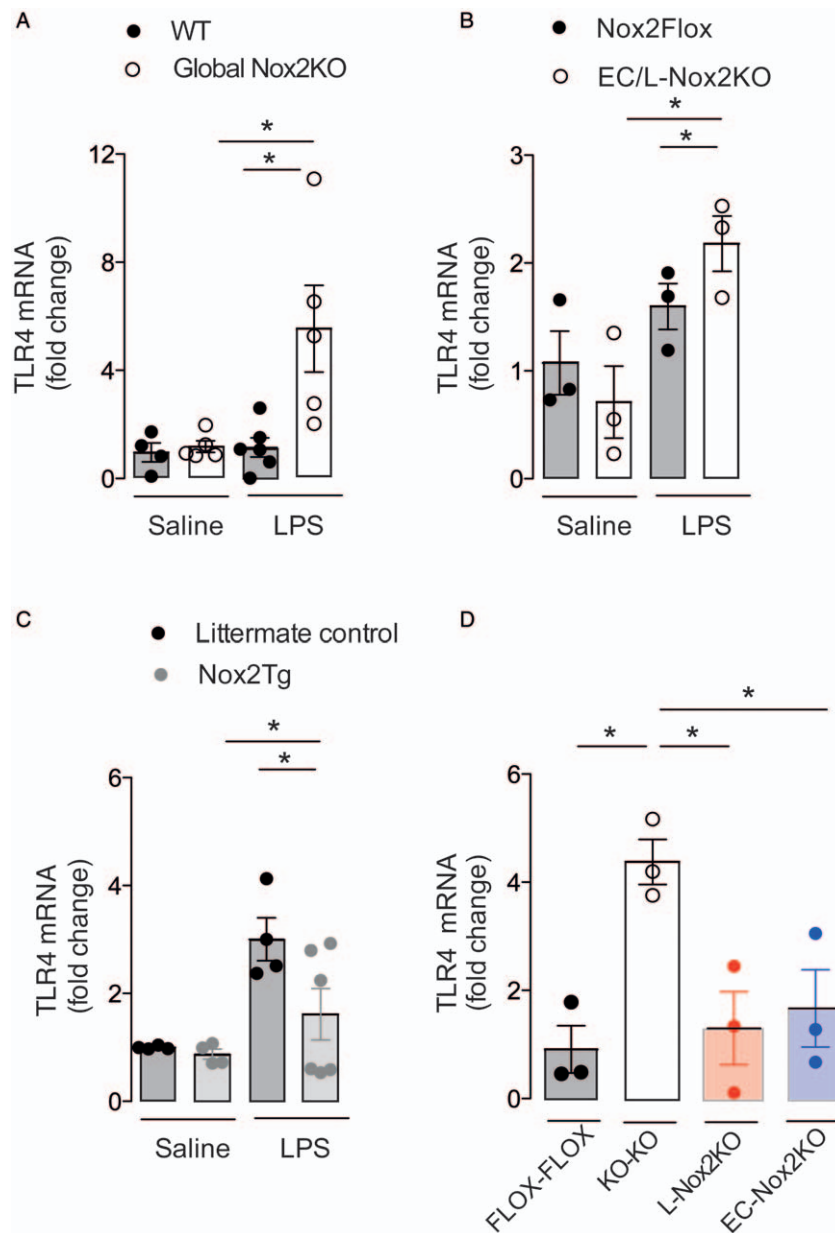 A
WT
Global Nox2KO
*
*
12
8
4
0
TLR4 mRNA
(fold change)
Saline
LPS
B
Nox2Flox
EC/L-Nox2KO
*
*
3
2
1
0
TLR4 mRNA
(fold change)
Saline
LPS
C
Littermate control
Nox2Tg
*
*
6
4
2
0
TLR4 mRNA
(fold change)
Saline
LPS
D
*
*
*
6
4
2
0
TLR4 mRNA
(fold change)
FLOX-FLOX
KO-KO
L-Nox2KO
EC-Nox2KO